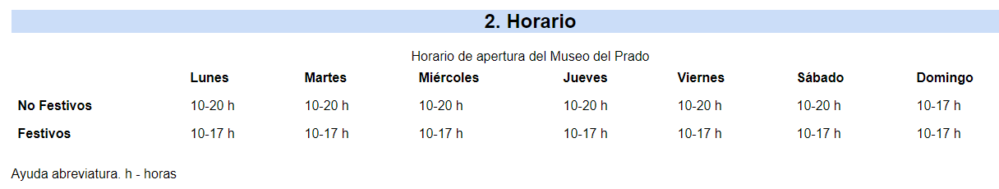 2. Horario
Horario de apertura del Museo del Prado
Lunes Martes Miércoles Jueves Viernes Sábado Domingo
No Festivos 10-20 h 10-20 h 10-20 h 10-20 h 10-20 h 10-20 h 10-17 h
Festivos 10-17 h 10-17 h 10-17 h 10-17 h 10-17 h 10-17 h 10-17 h
Ayuda abreviatura. h - horas